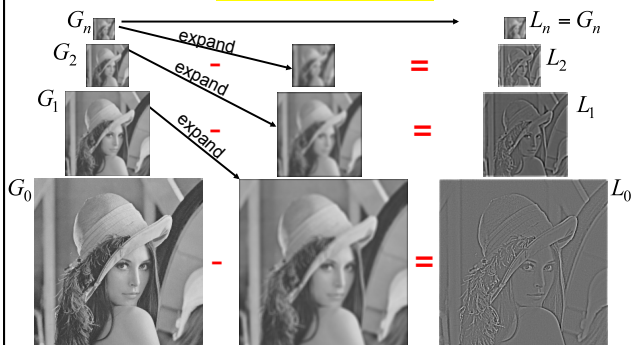 Gn expand - = Ln = Gn
G2 expand - = L2
G1 expand - = L1
G0 - = L0